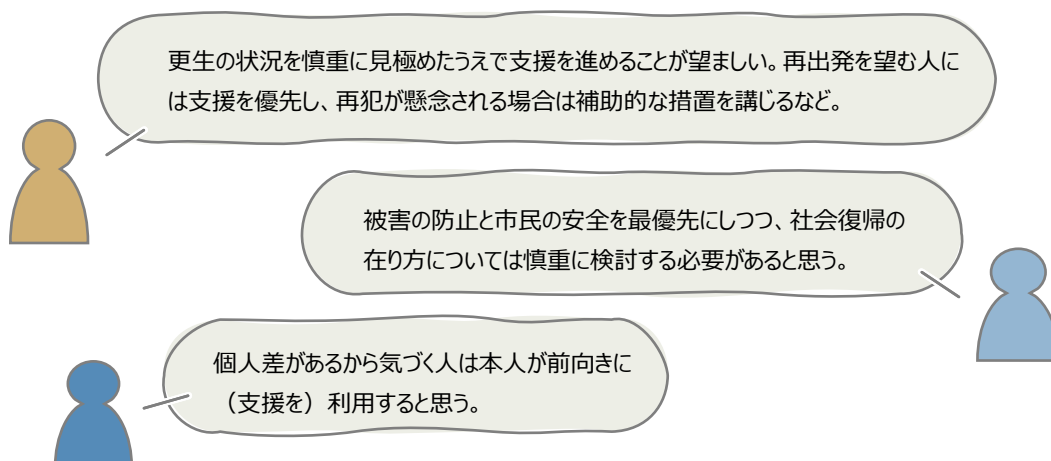 更生の状況を慎重に見極めたうえで支援を進めることが望ましい。再出発を望む人に
は支援を優先し、再犯が懸念される場合は補助的な措置を講じるなど。
被害の防止と市民の安全を最優先にしつつ、社会復帰の
在り方については慎重に検討する必要があると思う。
個人差があるから気づく人は本人が前向きに
（支援を）利用すると思う。